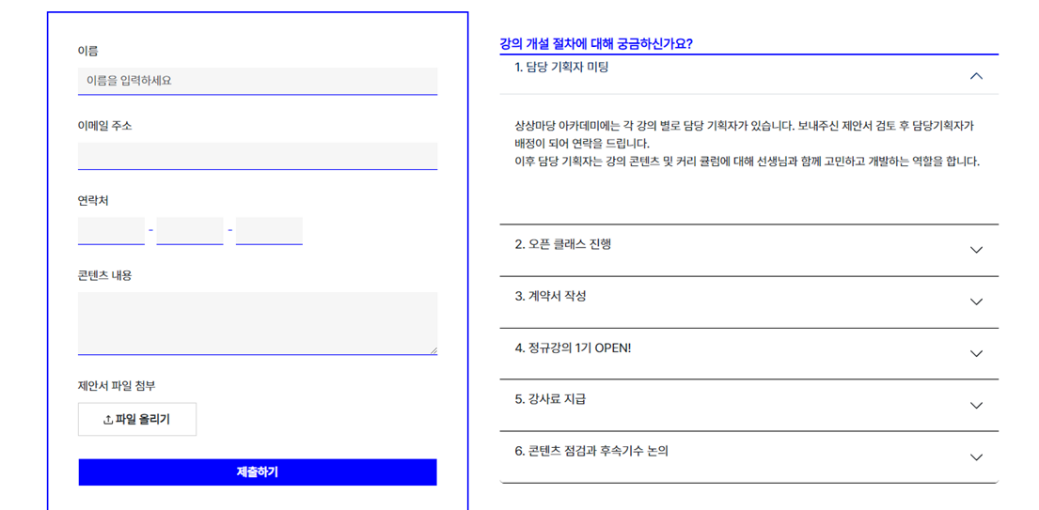 이름
이름을 입력하세요
이메일 주소
연락처
- -
콘텐츠 내용
제안서 파일 첨부
파일 올리기
제출하기
강의 개설 절차에 대해 궁금하신가요?
1. 담당 기획자 미팅
상상마당 아카데미에는 각 강의 별로 담당 기획자가 있습니다. 보내주신 제안서 검토 후 담당기획자가
배정이 되어 연락을 드립니다.
이후 담당 기획자는 강의 콘텐츠 및 커리 큘럼에 대해 선생님과 함께 고민하고 개발하는 역할을 합니다.
2. 오픈 클래스 진행
3. 계약서 작성
4. 정규강의 1기 OPEN!
5. 강사료 지급
6. 콘텐츠 점검과 후속기수 논의